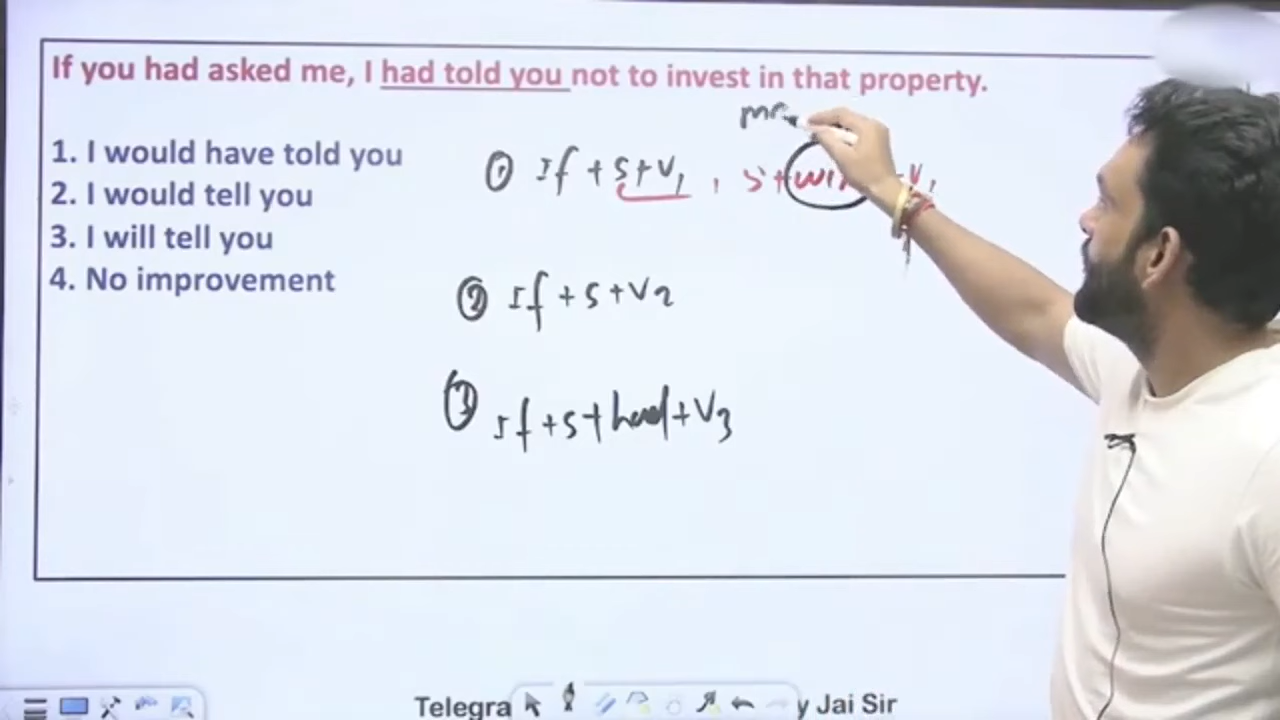 If you had asked me, I had told you not to invest in that property.
1. I would have told you
2. I would tell you
3. I will tell you
4. No improvement
① If + S + V1 , S +
② If + S + V2
③ If + S + had + V3
Telegra
y Jai Sir